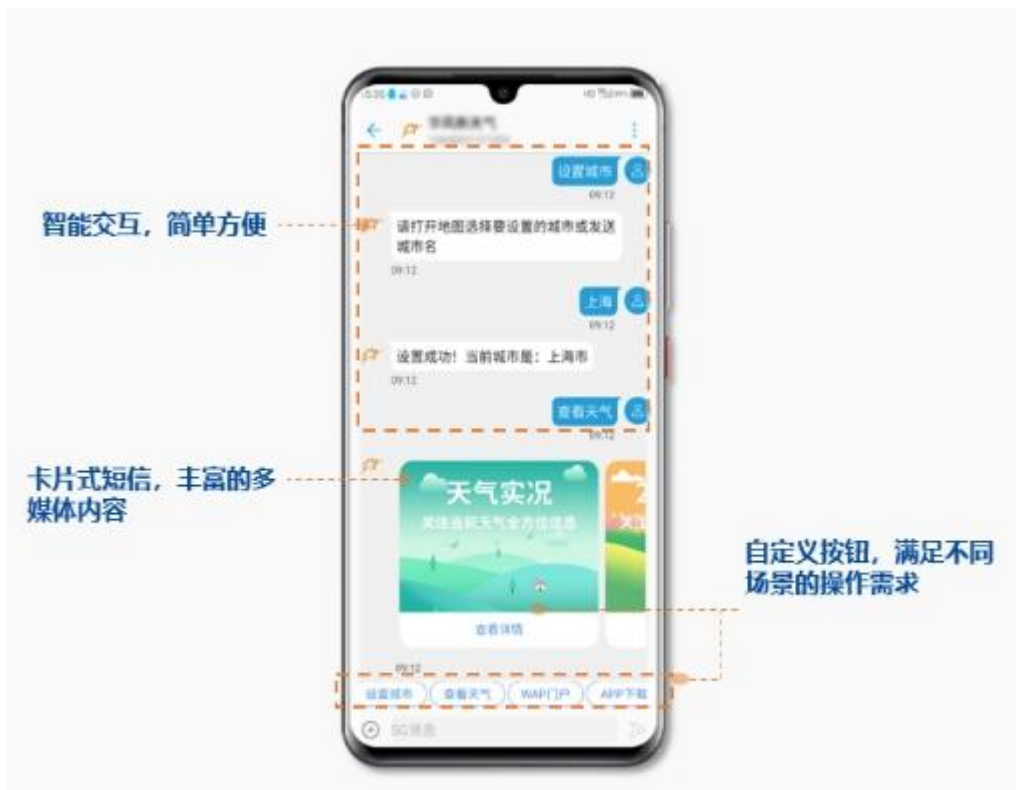 设置城市
09:12
智能交互，简单方便
请打开地图选择要设置的城市或发送
城市名
09:12
上海
09:12
设置成功！当前城市是：上海市
09:12
查看天气
09:12
卡片式短信，丰富的多
媒体内容
天气实况
关注当前天气全方位信息
自定义按钮，满足不同
场景的操作需求
查看详情
09:12
设置城市
查看天气
WAP门户
APP下载
5G消息